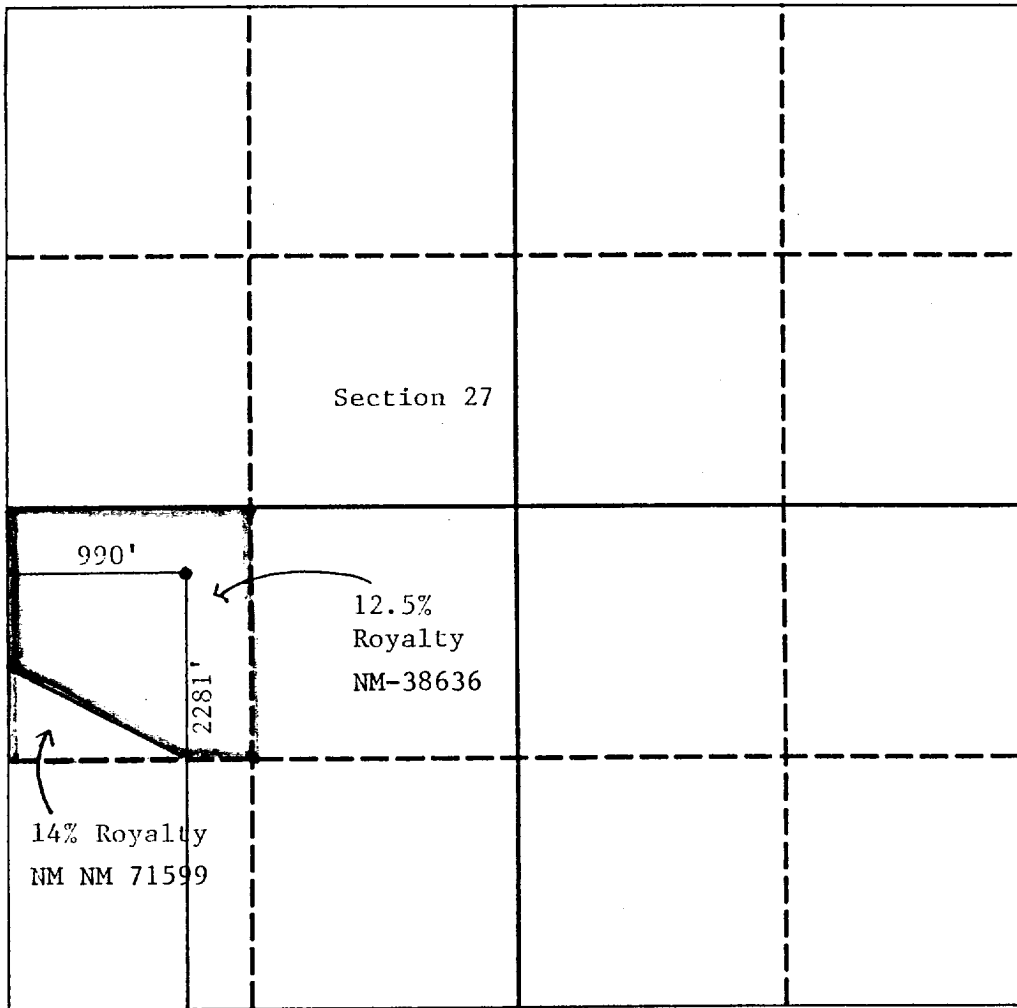 Section 27
990'
12.5%
Royalty
NM-38636
2281'
14% Royalty
NM NM 71599